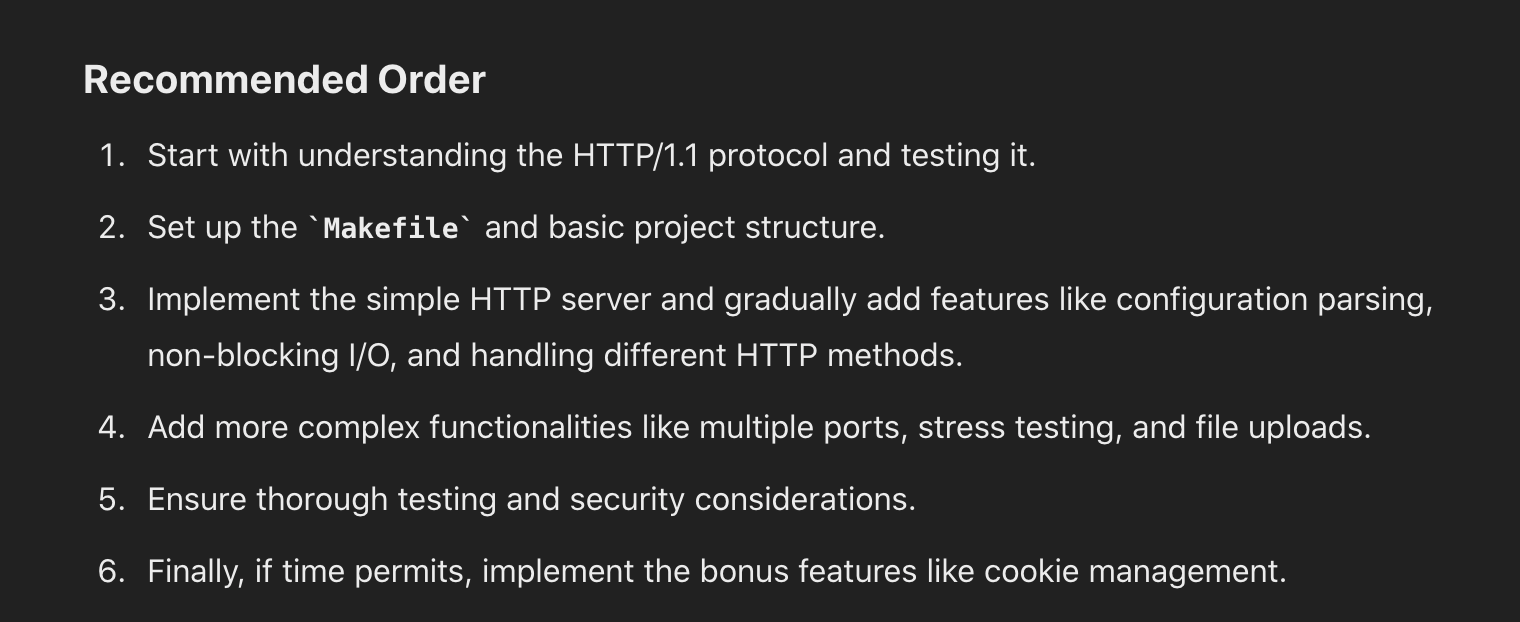 Recommended Order
1. Start with understanding the HTTP/1.1 protocol and testing it.
2. Set up the `Makefile` and basic project structure.
3. Implement the simple HTTP server and gradually add features like configuration parsing,
non-blocking I/O, and handling different HTTP methods.
4. Add more complex functionalities like multiple ports, stress testing, and file uploads.
5. Ensure thorough testing and security considerations.
6. Finally, if time permits, implement the bonus features like cookie management.